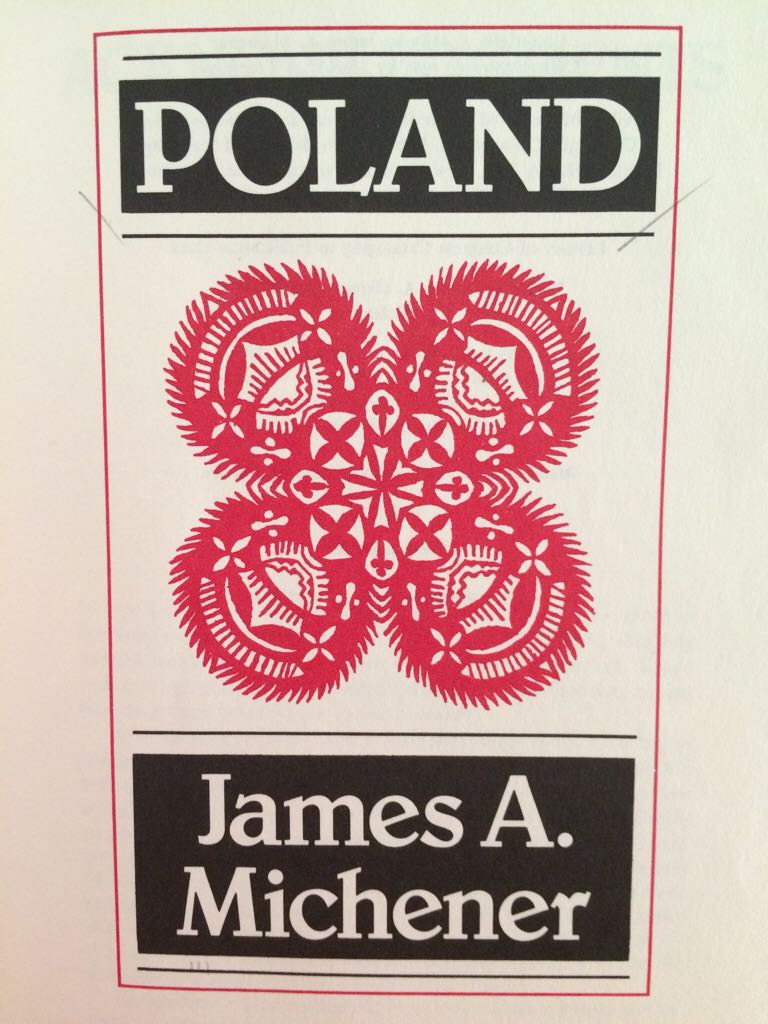 POLAND
James A.
Michener